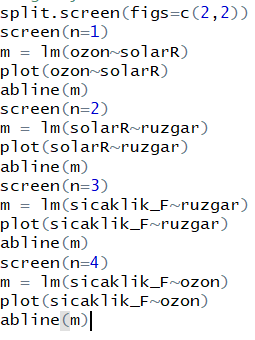 split.screen(figs=c(2,2))
screen(n=1)
m = lm(ozon~solarR)
plot(ozon~solarR)
abline(m)
screen(n=2)
m = lm(solarR~ruzgar)
plot(solarR~ruzgar)
abline(m)
screen(n=3)
m = lm(sicaklik_F~ruzgar)
plot(sicaklik_F~ruzgar)
abline(m)
screen(n=4)
m = lm(sicaklik_F~ozon)
plot(sicaklik_F~ozon)
abline(m)